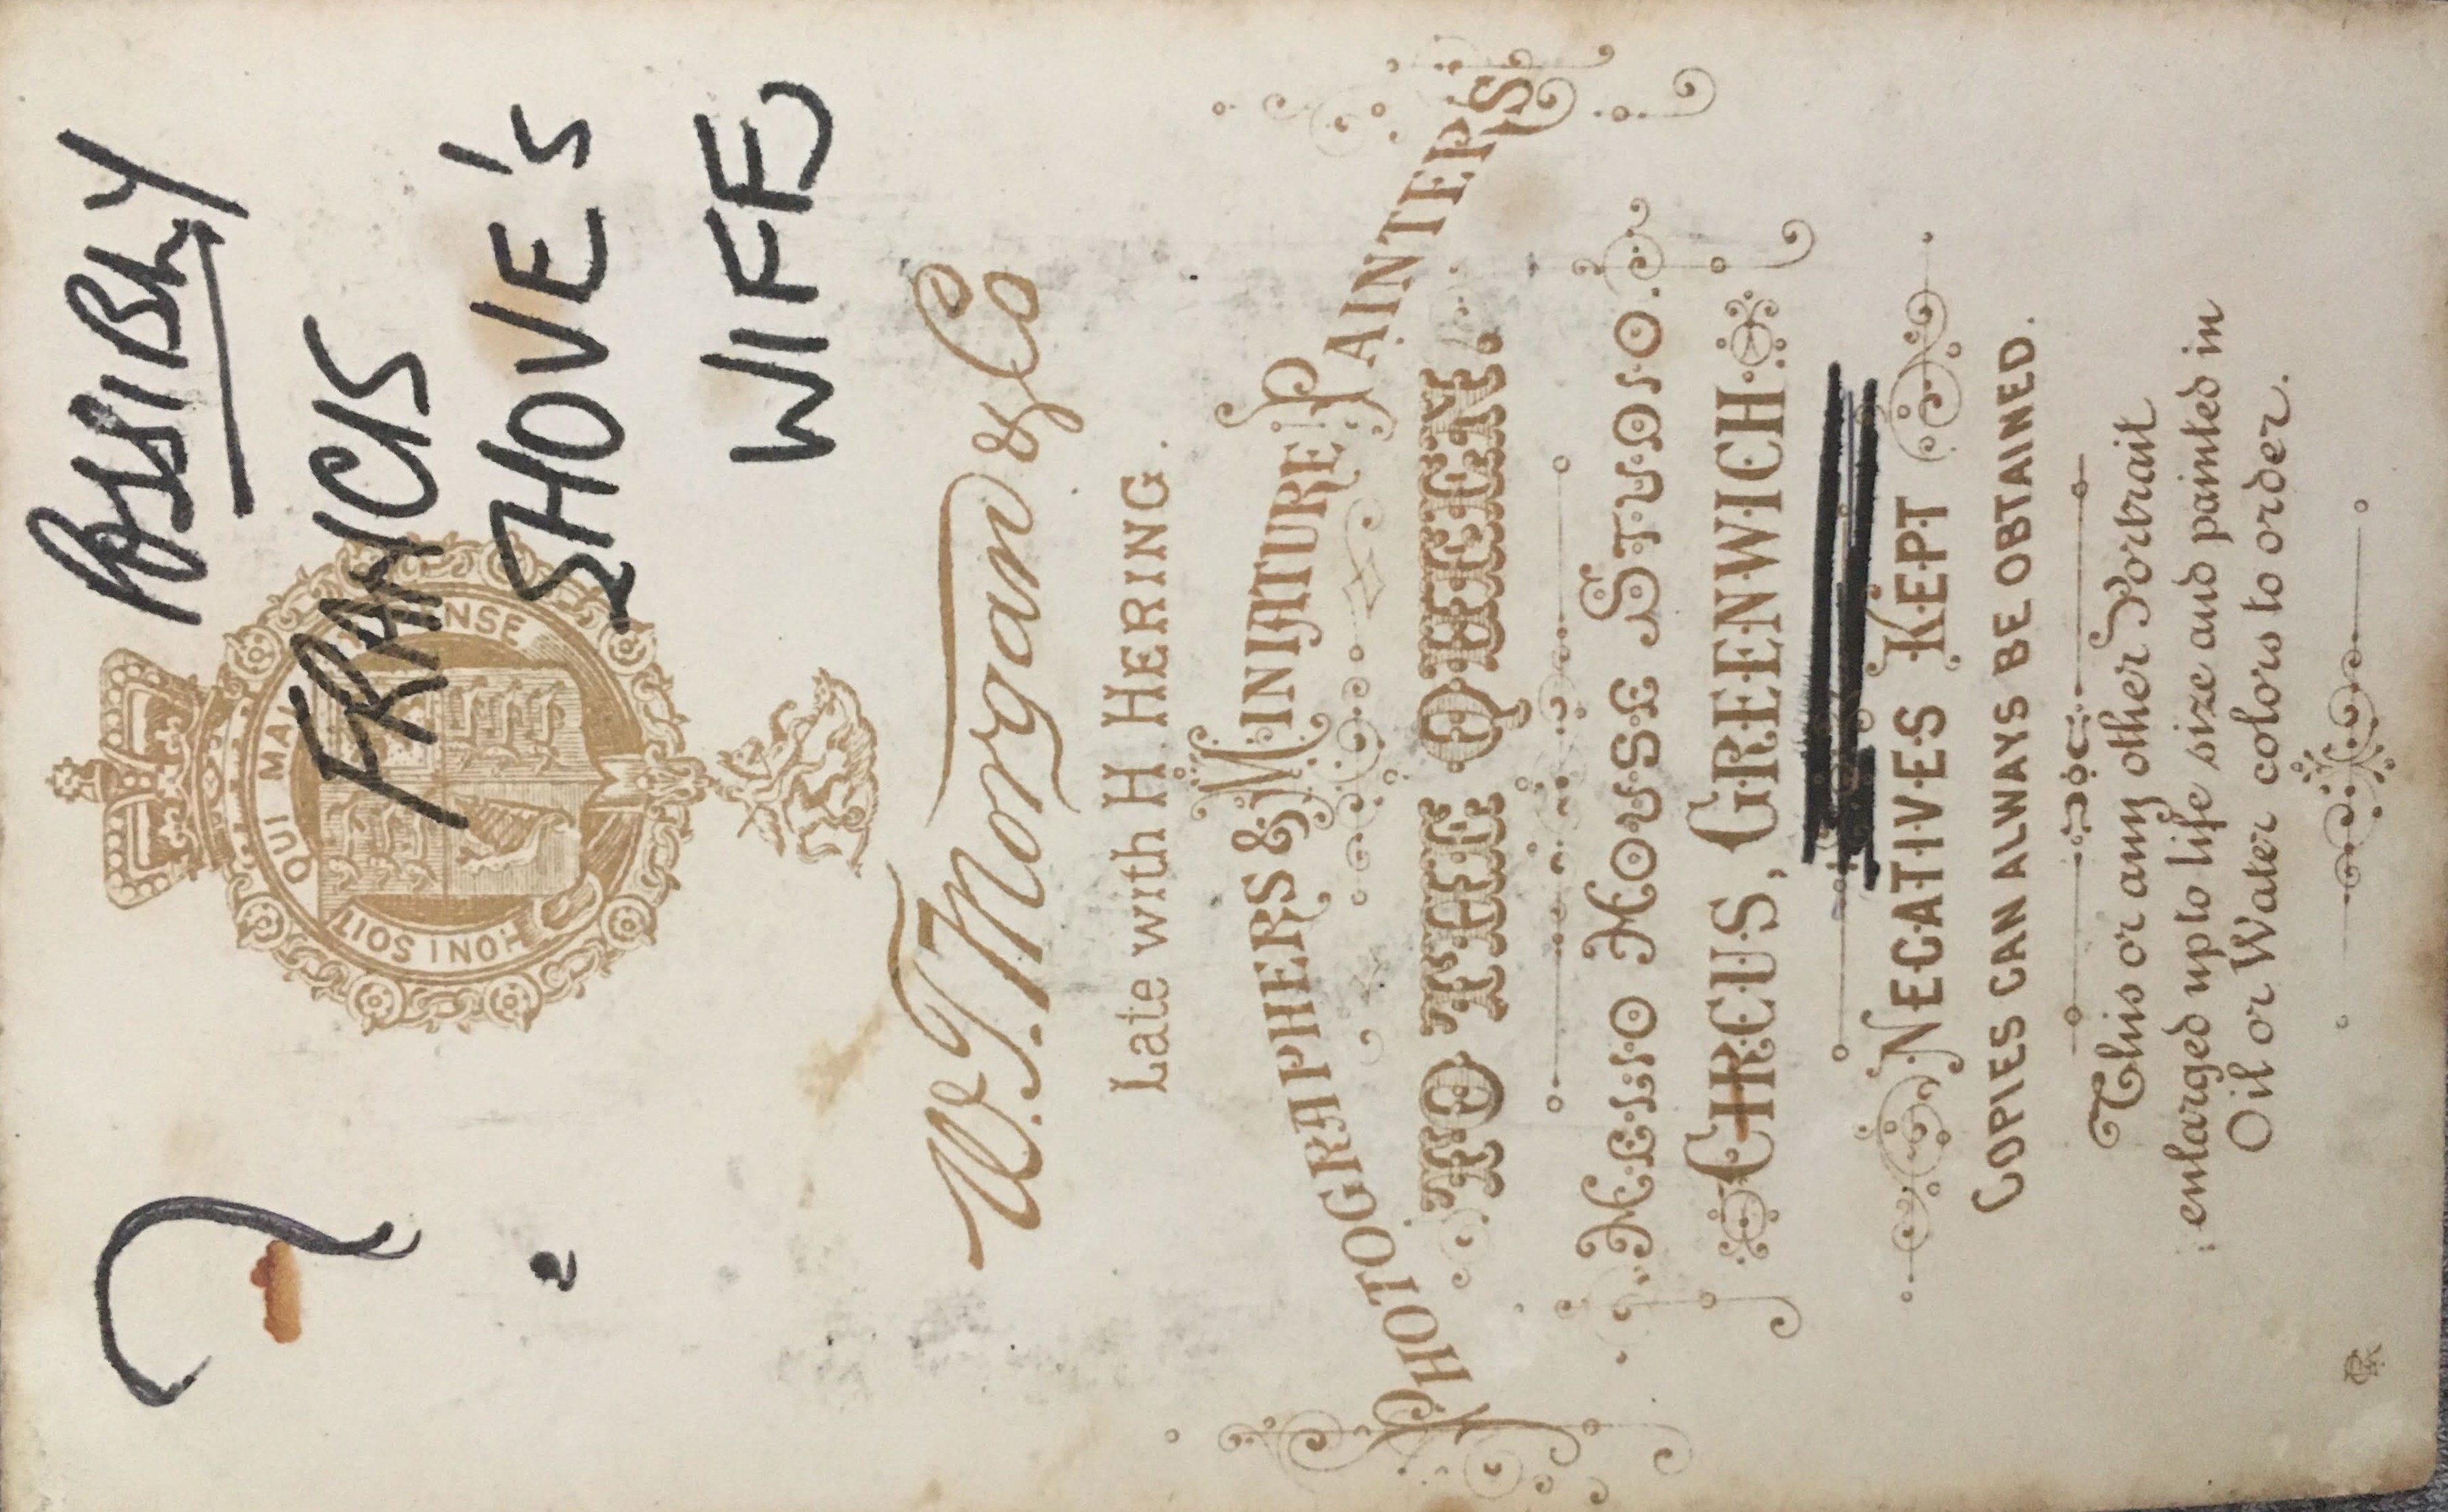 ?
POSSIBLY
FRANCIS
SHOVE's
WIFE
HONI SOIT QUI MAL NSE
W. T. Morgan & Co
Late with H. HERING.
PHOTOGRAPHERS & MINIATURE PAINTERS
TO THE QUEEN.
HELIO HOUSE STUDIO.
CIRCUS, GREENWICH
NEGATIVES KEPT
COPIES CAN ALWAYS BE OBTAINED.
This or any other Portrait
enlarged up to life size and painted in
Oil or Water colors to order.